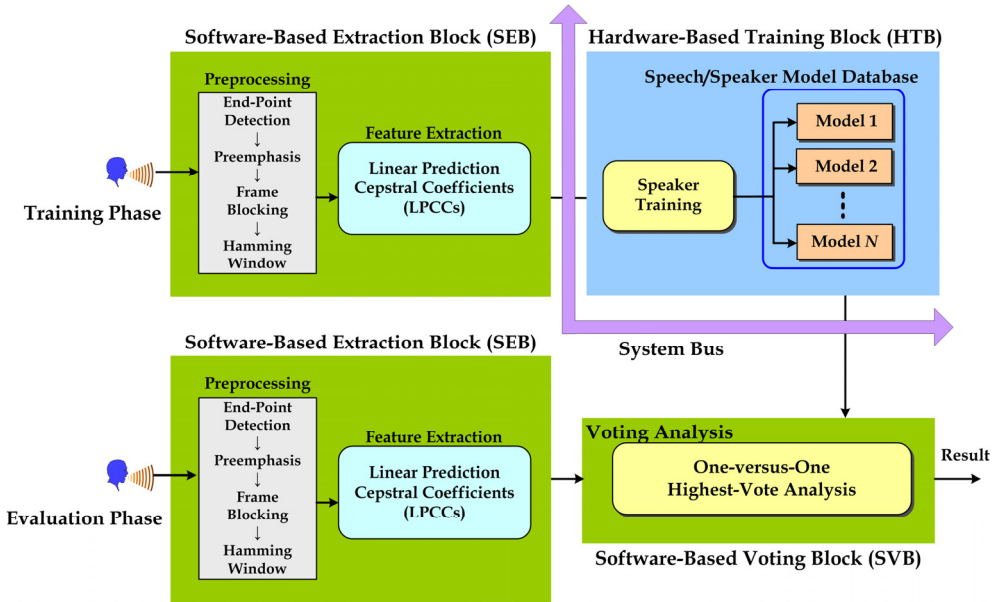 Software-Based Extraction Block (SEB)
Preprocessing
End-Point
Detection
↓
Preemphasis
↓
Frame
Blocking
↓
Hamming
Window
Feature Extraction
Linear Prediction
Cepstral Coefficients
(LPCCs)
Training Phase
Hardware-Based Training Block (HTB)
Speech/Speaker Model Database
Speaker
Training
Model 1
Model 2
Model N
System Bus
Software-Based Extraction Block (SEB)
Preprocessing
End-Point
Detection
↓
Preemphasis
↓
Frame
Blocking
↓
Hamming
Window
Feature Extraction
Linear Prediction
Cepstral Coefficients
(LPCCs)
Evaluation Phase
Voting Analysis
One-versus-One
Highest-Vote Analysis
Result
Software-Based Voting Block (SVB)